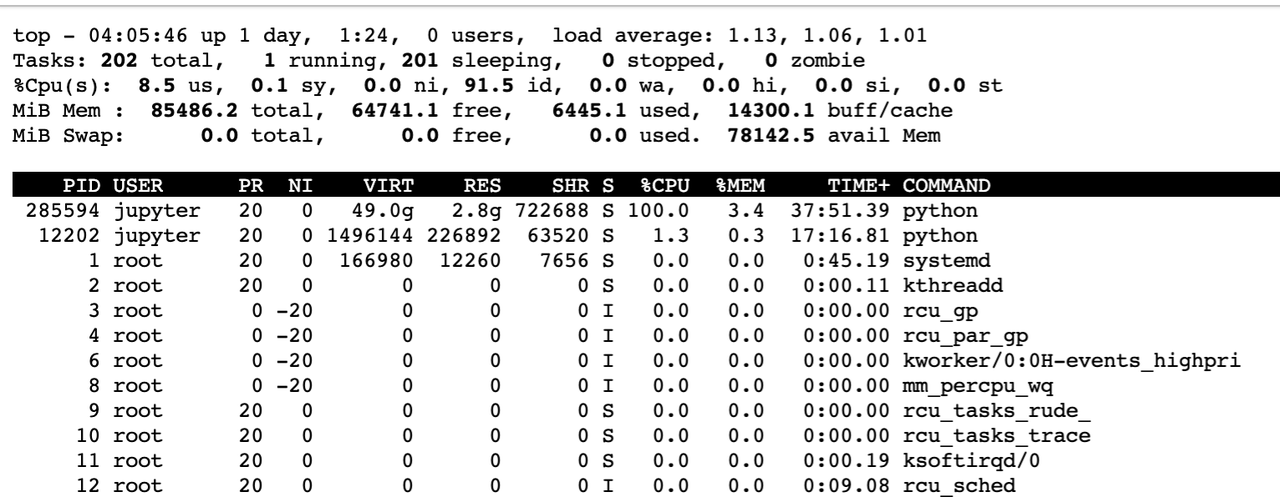 top - 04:05:46 up 1 day,  1:24,  0 users,  load average: 1.13, 1.06, 1.01
Tasks: 202 total,   1 running, 201 sleeping,   0 stopped,   0 zombie
%Cpu(s):  8.5 us,  0.1 sy,  0.0 ni, 91.5 id,  0.0 wa,  0.0 hi,  0.0 si,  0.0 st
MiB Mem :  85486.2 total,  64741.1 free,   6445.1 used,  14300.1 buff/cache
MiB Swap:      0.0 total,      0.0 free,      0.0 used.  78142.5 avail Mem
    PID USER      PR  NI    VIRT    RES    SHR S  %CPU  %MEM     TIME+ COMMAND
 285594 jupyter   20   0   49.0g   2.8g 722688 S 100.0   3.4  37:51.39 python
  12202 jupyter   20   0 1496144 226892  63520 S   1.3   0.3  17:16.81 python
      1 root      20   0  166980  12260   7656 S   0.0   0.0   0:45.19 systemd
      2 root      20   0       0      0      0 S   0.0   0.0   0:00.11 kthreadd
      3 root       0 -20       0      0      0 I   0.0   0.0   0:00.00 rcu_gp
      4 root       0 -20       0      0      0 I   0.0   0.0   0:00.00 rcu_par_gp
      6 root       0 -20       0      0      0 I   0.0   0.0   0:00.00 kworker/0:0H-events_highpri
      8 root       0 -20       0      0      0 I   0.0   0.0   0:00.00 mm_percpu_wq
      9 root      20   0       0      0      0 S   0.0   0.0   0:00.00 rcu_tasks_rude_
     10 root      20   0       0      0      0 S   0.0   0.0   0:00.00 rcu_tasks_trace
     11 root      20   0       0      0      0 S   0.0   0.0   0:00.19 ksoftirqd/0
     12 root      20   0       0      0      0 I   0.0   0.0   0:09.08 rcu_sched